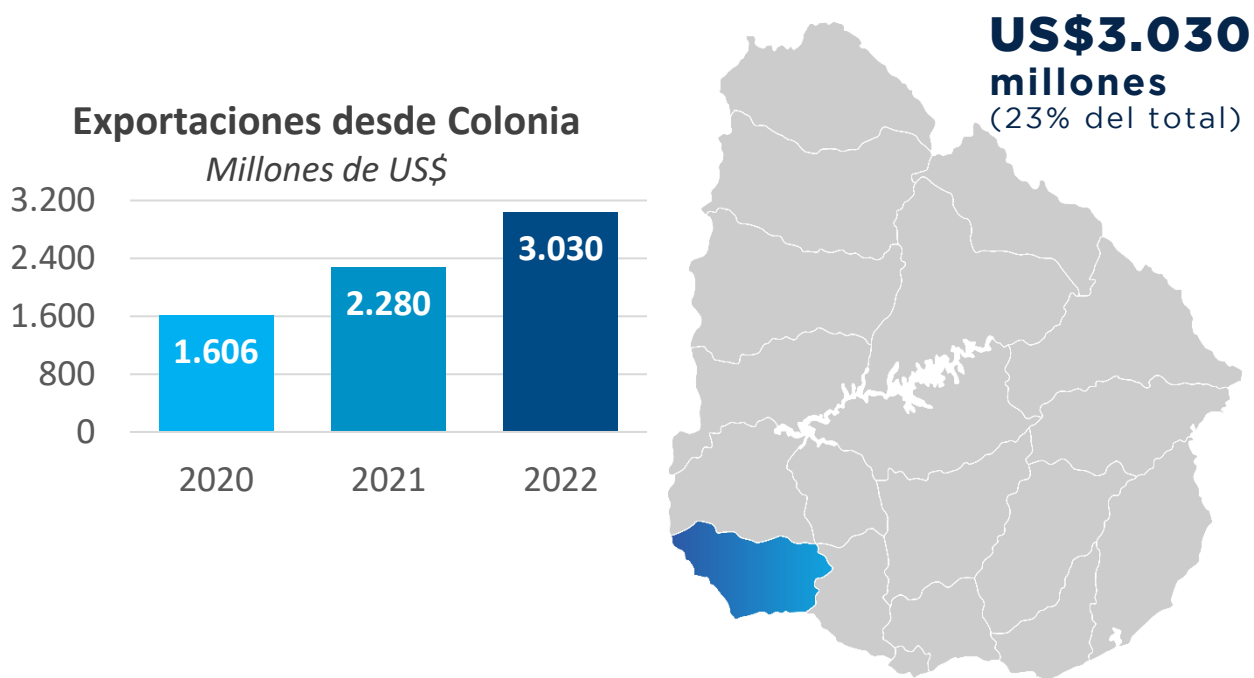 US$3.030
millones
(23% del total)
Exportaciones desde Colonia
Millones de US$
3.200
2.400
1.600
800
0
1.606
2.280
3.030
2020 2021 2022